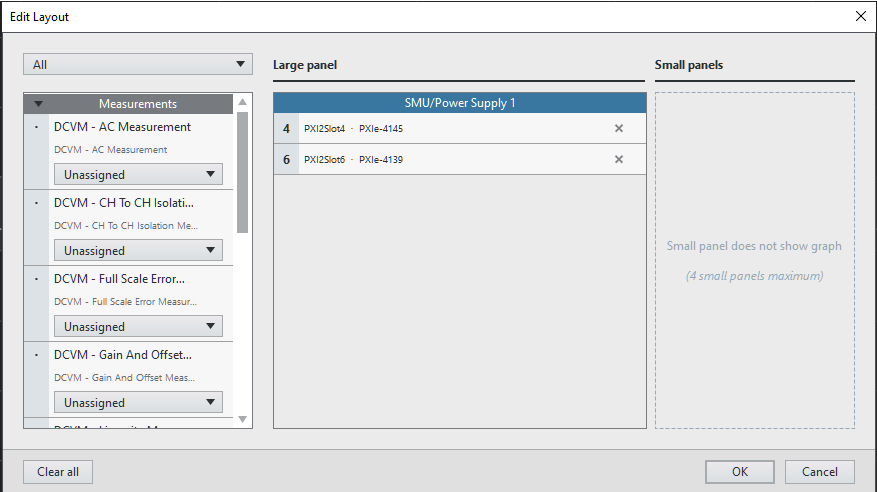 Edit Layout
All
Large panel
Small panels
Measurements
DCVM - AC Measurement
DCVM - AC Measurement
Unassigned
DCVM - CH To CH Isolati...
DCVM - CH To CH Isolation Me...
Unassigned
DCVM - Full Scale Error...
DCVM - Full Scale Error Measur...
Unassigned
DCVM - Gain And Offset...
DCVM - Gain And Offset Meas...
Unassigned
SMU/Power Supply 1
4 PXI2Slot4 · PXIe-4145
6 PXI2Slot6 · PXIe-4139
Small panel does not show graph
(4 small panels maximum)
Clear all
OK
Cancel